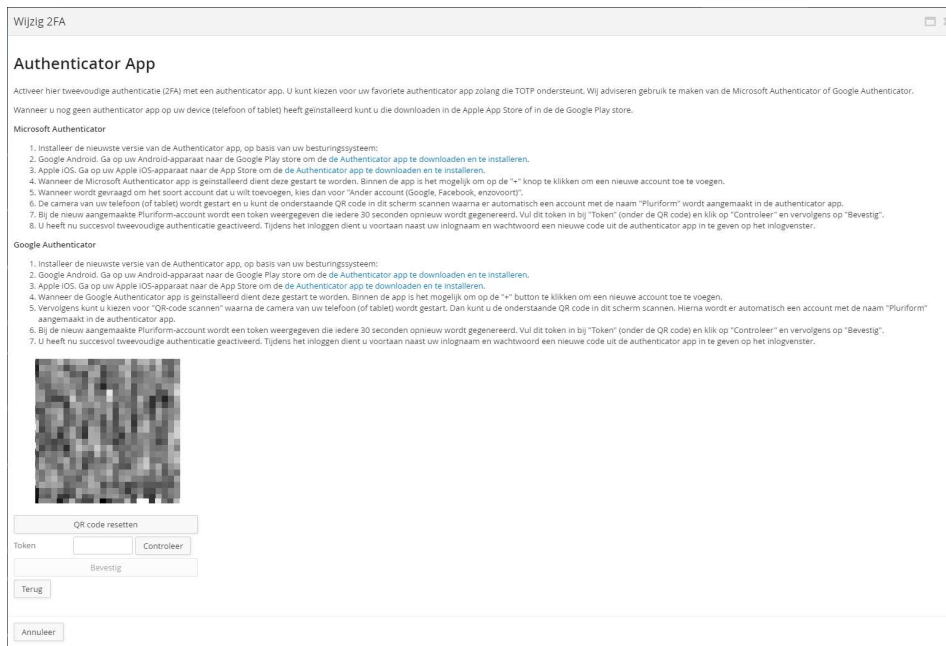 Wijzig 2FA
Authenticator App
Activeer hier tweevoudige authenticatie (2FA) met een authenticator app. U kunt kiezen voor uw favoriete authenticator app zolang die TOTP ondersteunt. Wij adviseren gebruik te maken van de Microsoft Authenticator of Google Authenticator.
Wanneer u nog geen authenticator app op uw device (telefoon of tablet) heeft geïnstalleerd kunt u die downloaden in de Apple App Store of in de de Google Play store.
Microsoft Authenticator
1. Installeer de nieuwste versie van de Authenticator app, op basis van uw besturingssysteem:
2. Google Android. Ga op uw Android-apparaat naar de Google Play store om de de Authenticator app te downloaden en te installeren.
3. Apple iOS. Ga op uw Apple iOS-apparaat naar de App Store om de de Authenticator app te downloaden en te installeren.
4. Wanneer de Microsoft Authenticator app is geïnstalleerd dient deze gestart te worden. Binnen de app is het mogelijk om op de "+" knop te klikken om een nieuwe account toe te voegen.
5. Wanneer wordt gevraagd om het soort account dat u wilt toevoegen, kies dan voor "Ander account (Google, Facebook, enzovoort)".
6. De camera van uw telefoon (of tablet) wordt gestart en u kunt de onderstaande QR code in dit scherm scannen waarna er automatisch een account met de naam "Pluriform" wordt aangemaakt in de authenticator app.
7. Bij de nieuw aangemaakte Pluriform-account wordt een token weergegeven die iedere 30 seconden opnieuw wordt gegenereerd. Vul dit token in bij "Token" (onder de QR code) en klik op "Controleer" en vervolgens op "Bevestig".
8. U heeft nu succesvol tweevoudige authenticatie geactiveerd. Tijdens het inloggen dient u voortaan naast uw inlognaam en wachtwoord een nieuwe code uit de authenticator app in te geven op het inlogvenster.
Google Authenticator
1. Installeer de nieuwste versie van de Authenticator app, op basis van uw besturingssysteem:
2. Google Android. Ga op uw Android-apparaat naar de Google Play store om de de Authenticator app te downloaden en te installeren.
3. Apple iOS. Ga op uw Apple iOS-apparaat naar de App Store om de de Authenticator app te downloaden en te installeren.
4. Wanneer de Google Authenticator app is geïnstalleerd dient deze gestart te worden. Binnen de app is het mogelijk om op de "+" button te klikken om een nieuwe account toe te voegen.
5. Vervolgens kunt u kiezen voor "QR-code scannen" waarna de camera van uw telefoon (of tablet) wordt gestart. Dan kunt u de onderstaande QR code in dit scherm scannen. Hierna wordt er automatisch een account met de naam "Pluriform"
aangemaakt in de authenticator app.
6. Bij de nieuw aangemaakte Pluriform-account wordt een token weergegeven die iedere 30 seconden opnieuw wordt gegenereerd. Vul dit token in bij "Token" (onder de QR code) en klik op "Controleer" en vervolgens op "Bevestig".
7. U heeft nu succesvol tweevoudige authenticatie geactiveerd. Tijdens het inloggen dient u voortaan naast uw inlognaam en wachtwoord een nieuwe code uit de authenticator app in te geven op het inlogvenster.
QR code resetten
Token Controleer
Bevestig
Terug
Annuleer